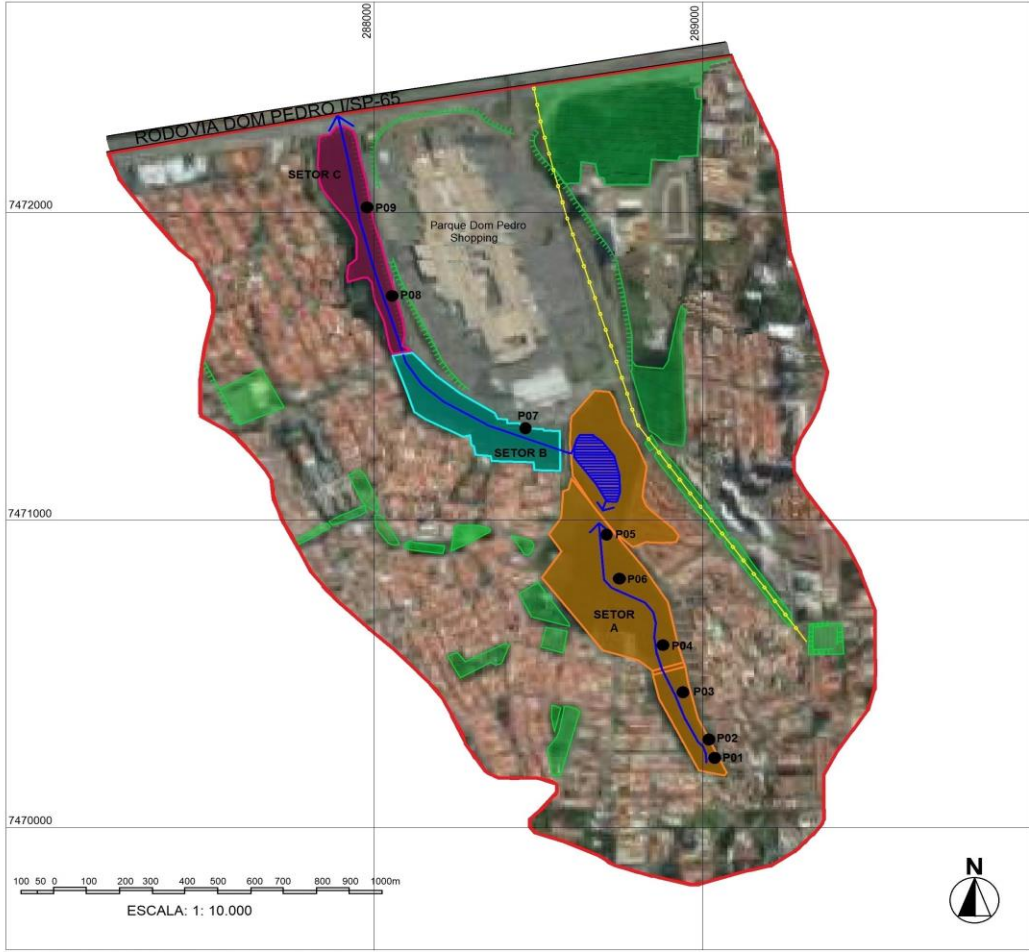 288000
289000
RODOVIA DOM PEDRO I/SP-65
SETOR C
7472000
P09
Parque Dom Pedro
Shopping
P08
P07
SETOR B
7471000
P05
P06
SETOR
A
P04
P03
P02
P01
7470000
100 50 0 100 200 300 400 500 600 700 800 900 1000m
ESCALA: 1: 10.000
N